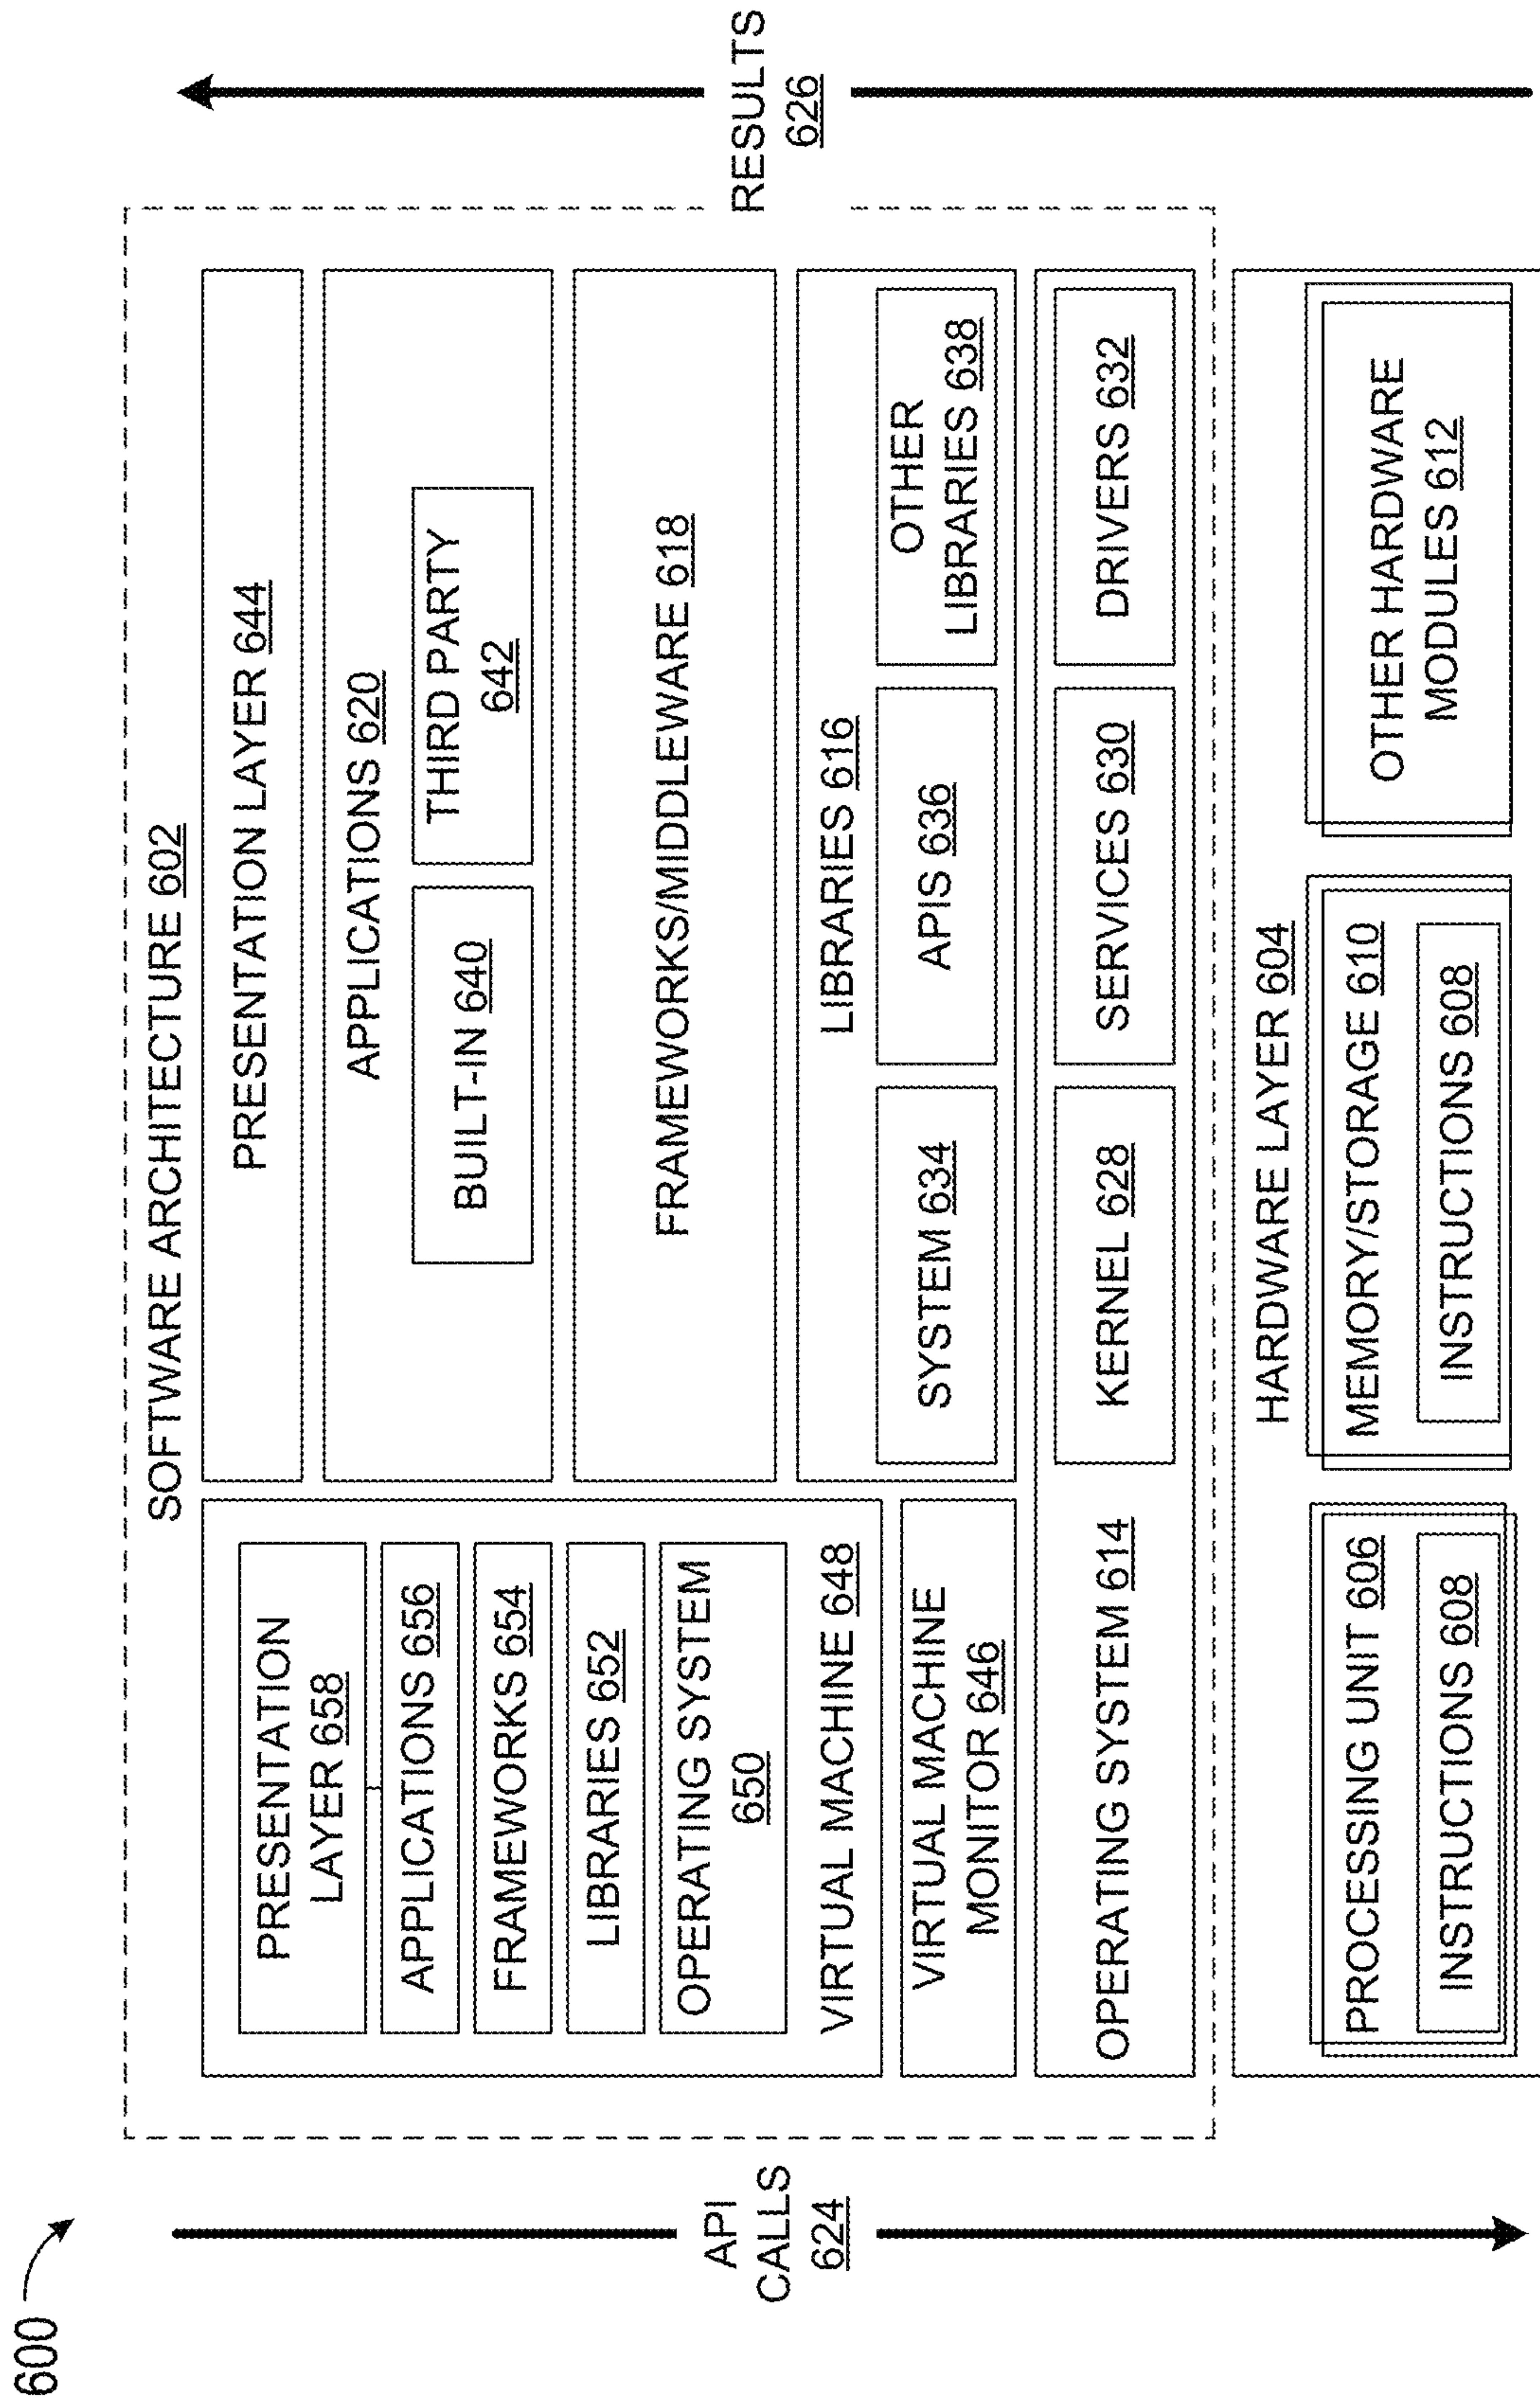 600
SOFTWARE ARCHITECTURE 602
PRESENTATION
LAYER 658
APPLICATIONS 656
FRAMEWORKS 654
LIBRARIES 652
OPERATING SYSTEM
650
VIRTUAL MACHINE 648
VIRTUAL MACHINE
MONITOR 646
PRESENTATION LAYER 644
APPLICATIONS 620
BUILT-IN 640
THIRD PARTY
642
FRAMEWORKS/MIDDLEWARE 618
LIBRARIES 616
SYSTEM 634
APIS 636
OTHER
LIBRARIES 638
OPERATING SYSTEM 614
KERNEL 628
SERVICES 630
DRIVERS 632
API
CALLS
624
RESULTS
626
HARDWARE LAYER 604
PROCESSING UNIT 606
INSTRUCTIONS 608
MEMORY/STORAGE 610
INSTRUCTIONS 608
OTHER HARDWARE
MODULES 612